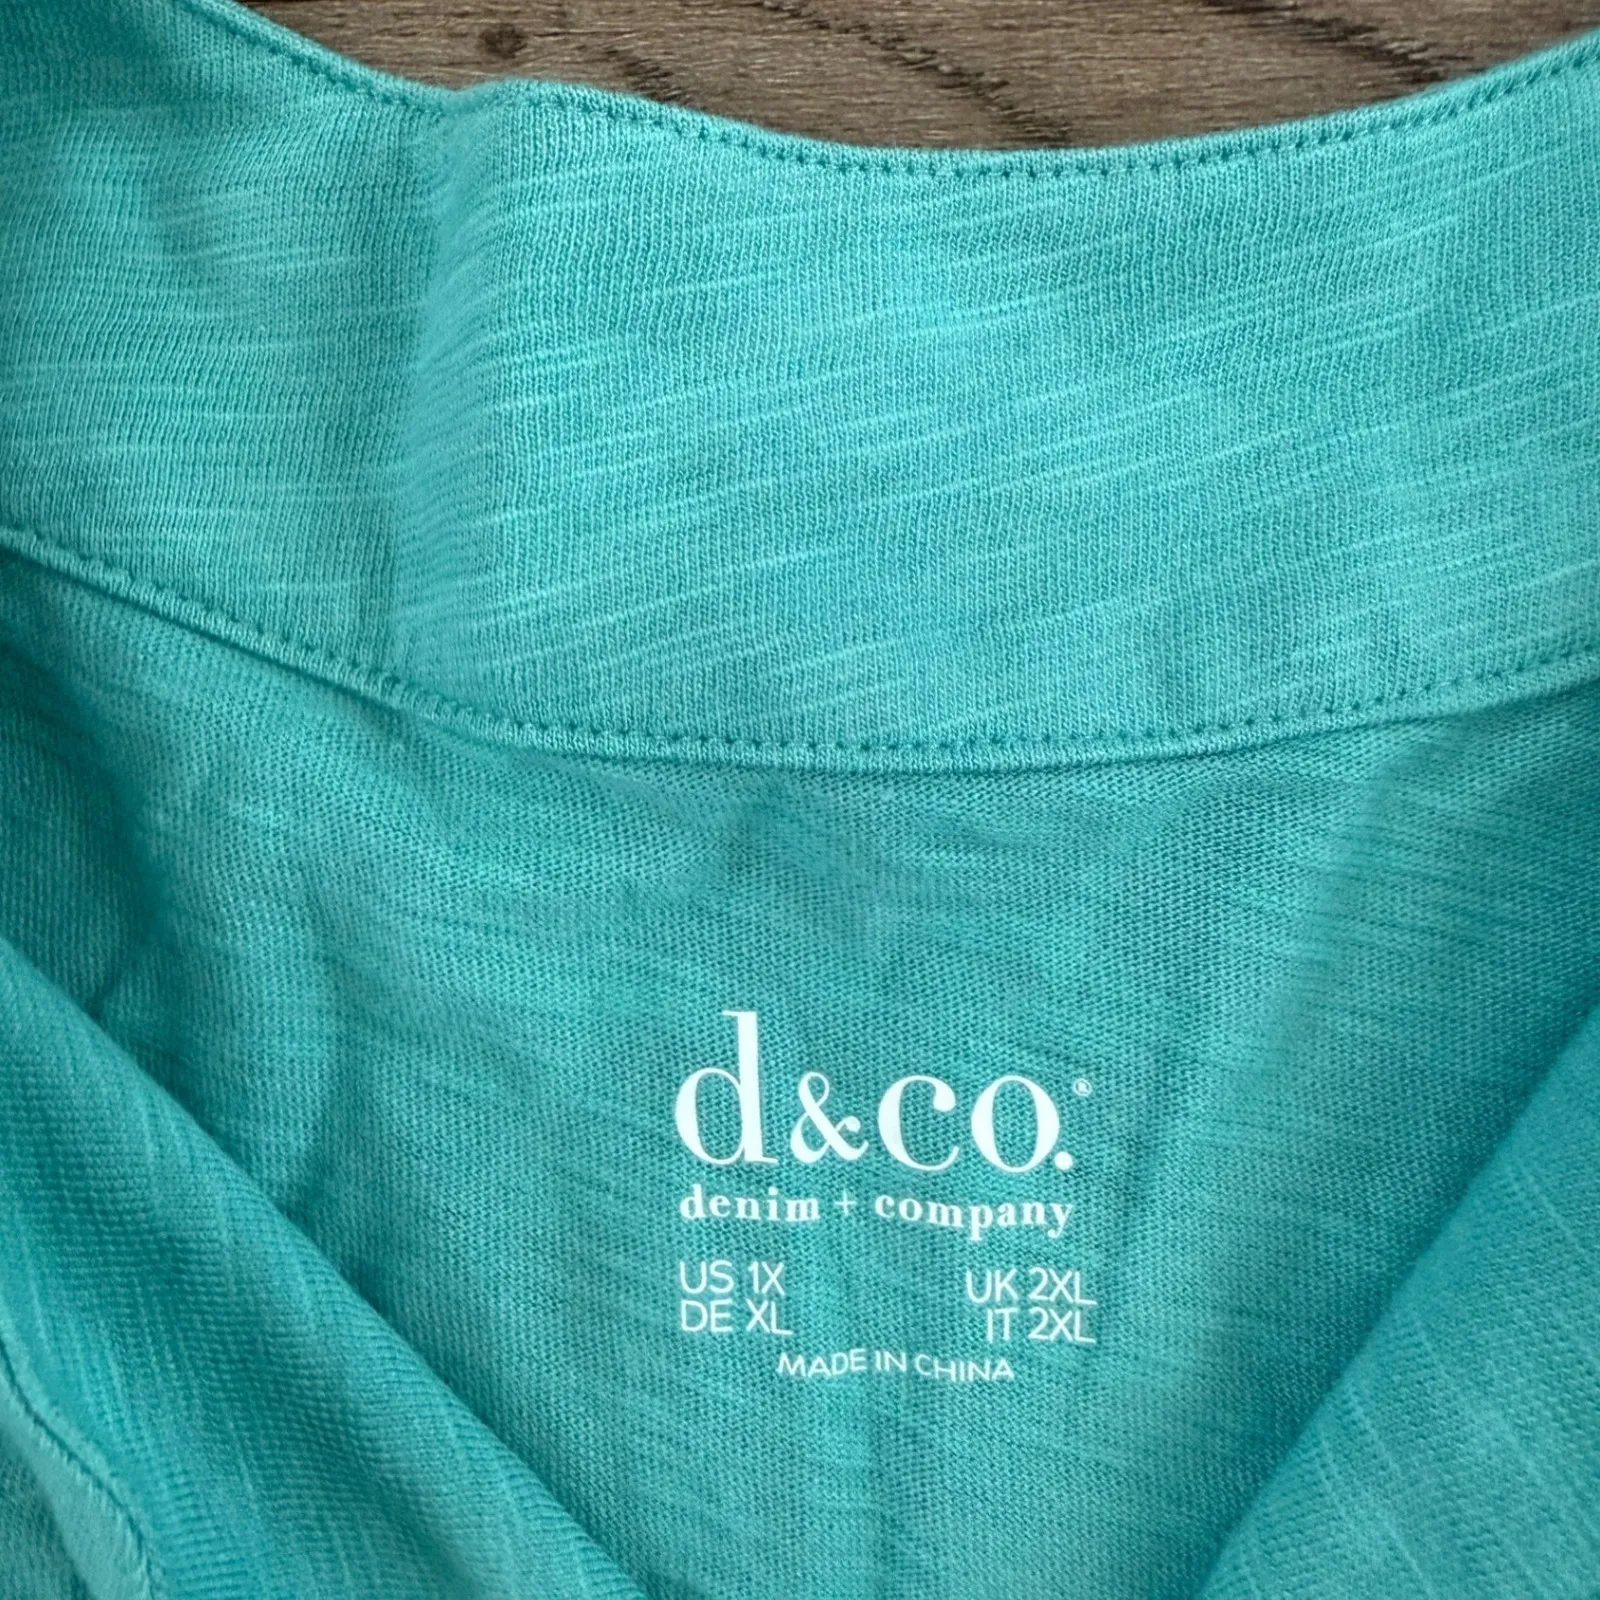 d&co.®
denim + company
US 1X UK 2XL
DE XL IT 2XL
MADE IN CHINA